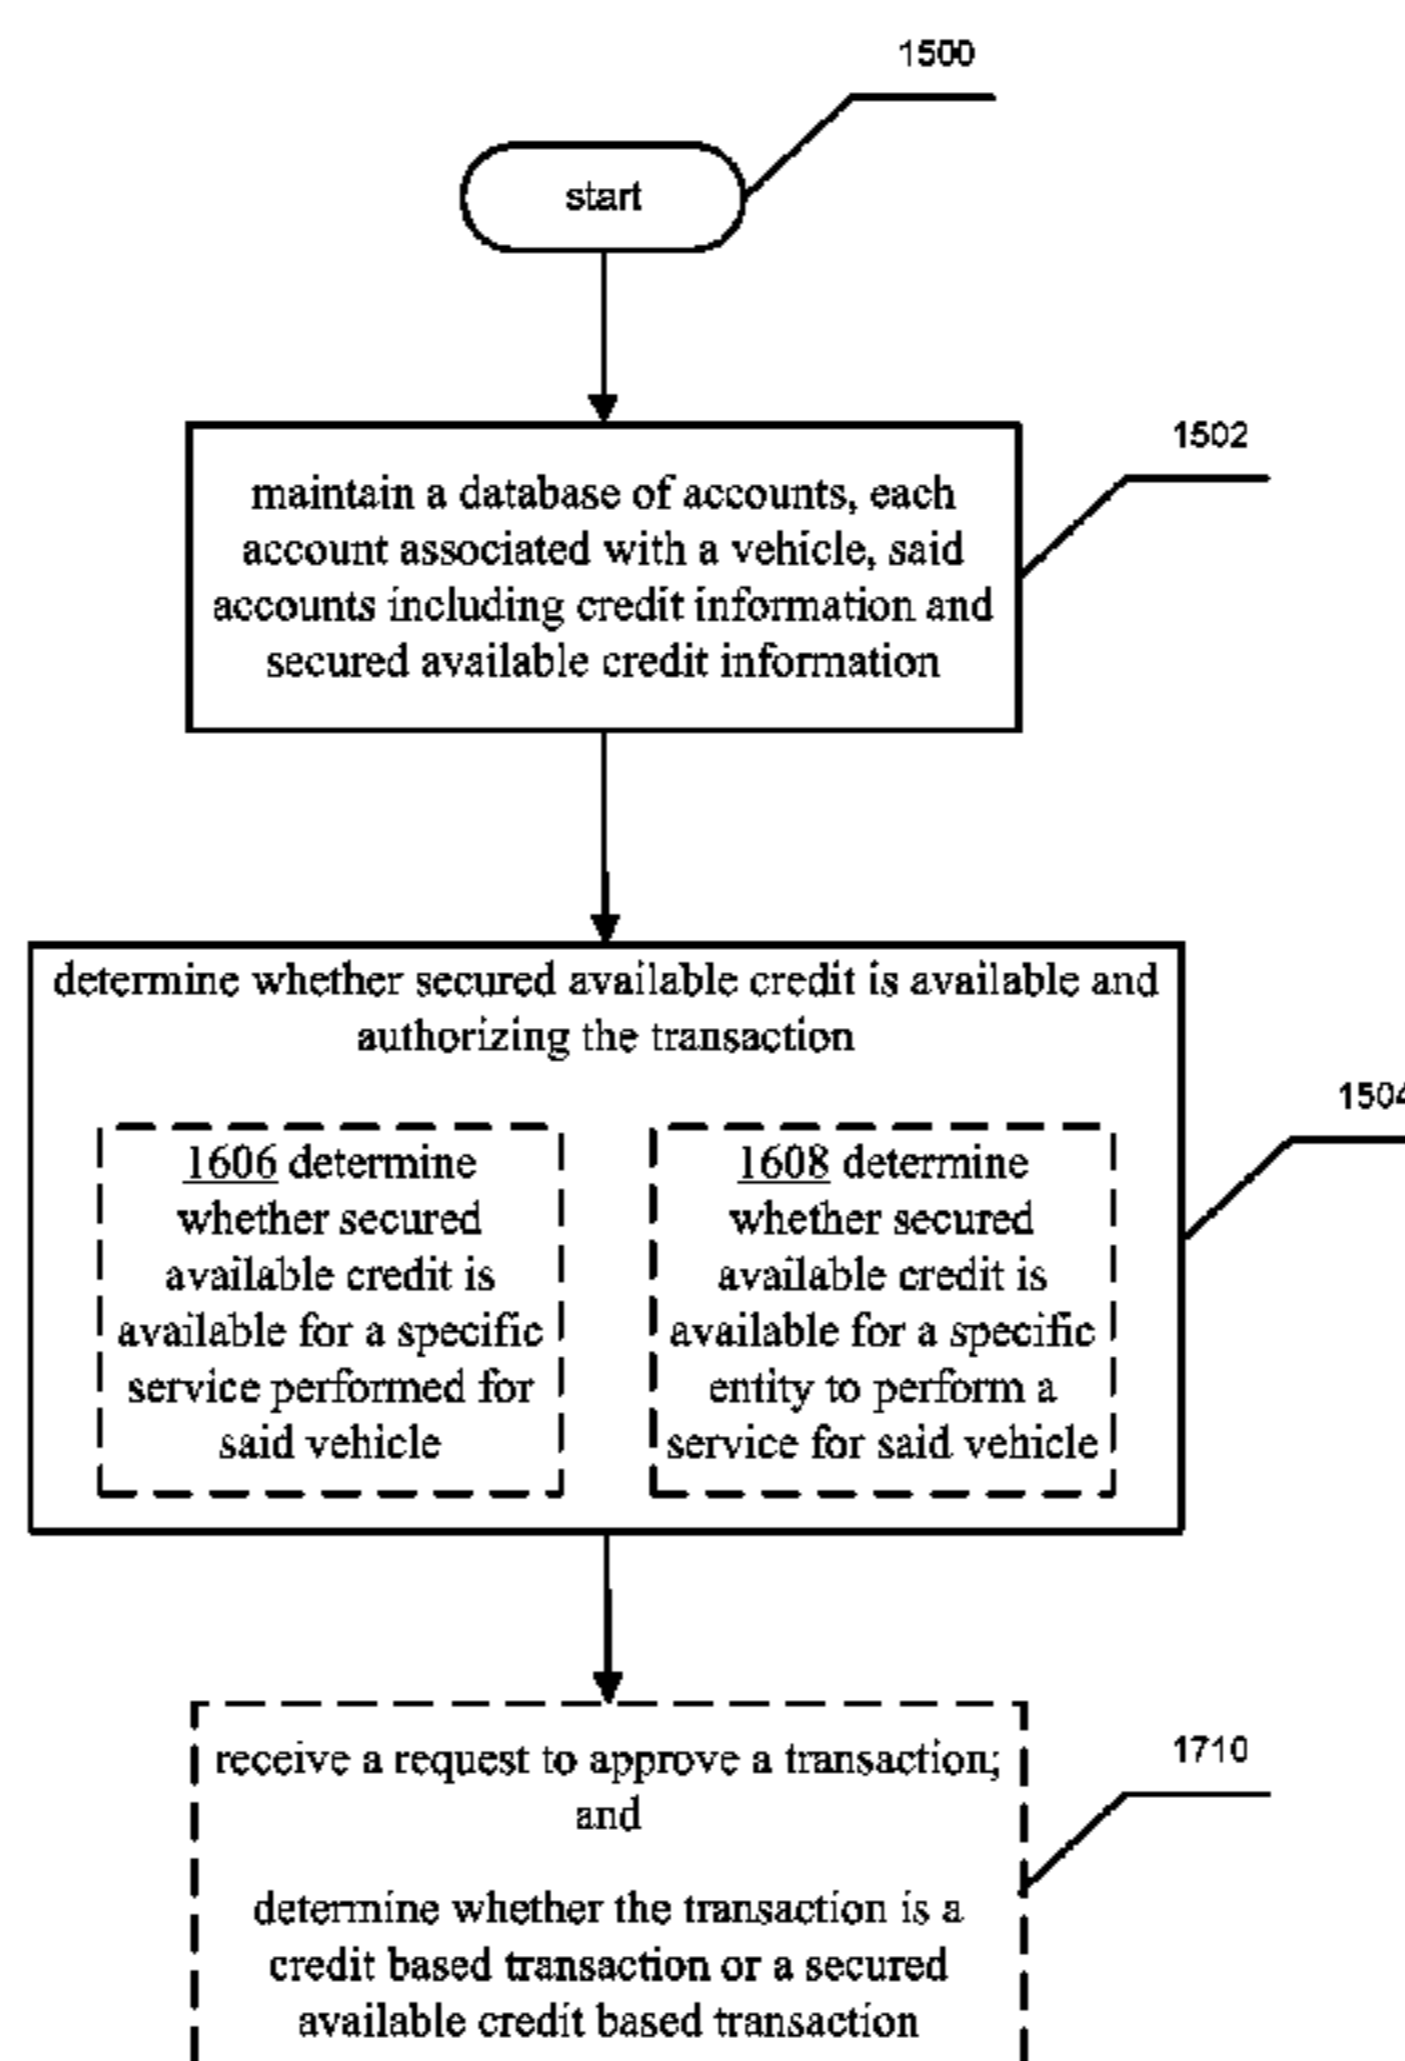 1500
start
1502
maintain a database of accounts, each
account associated with a vehicle, said
accounts including credit information and
secured available credit information
determine whether secured available credit is available and
authorizing the transaction
1504
1606 determine
whether secured
available credit is
available for a specific
service performed for
said vehicle
1608 determine
whether secured
available credit is
available for a specific
entity to perform a
service for said vehicle
1710
receive a request to approve a transaction;
and
determine whether the transaction is a
credit based transaction or a secured
available credit based transaction